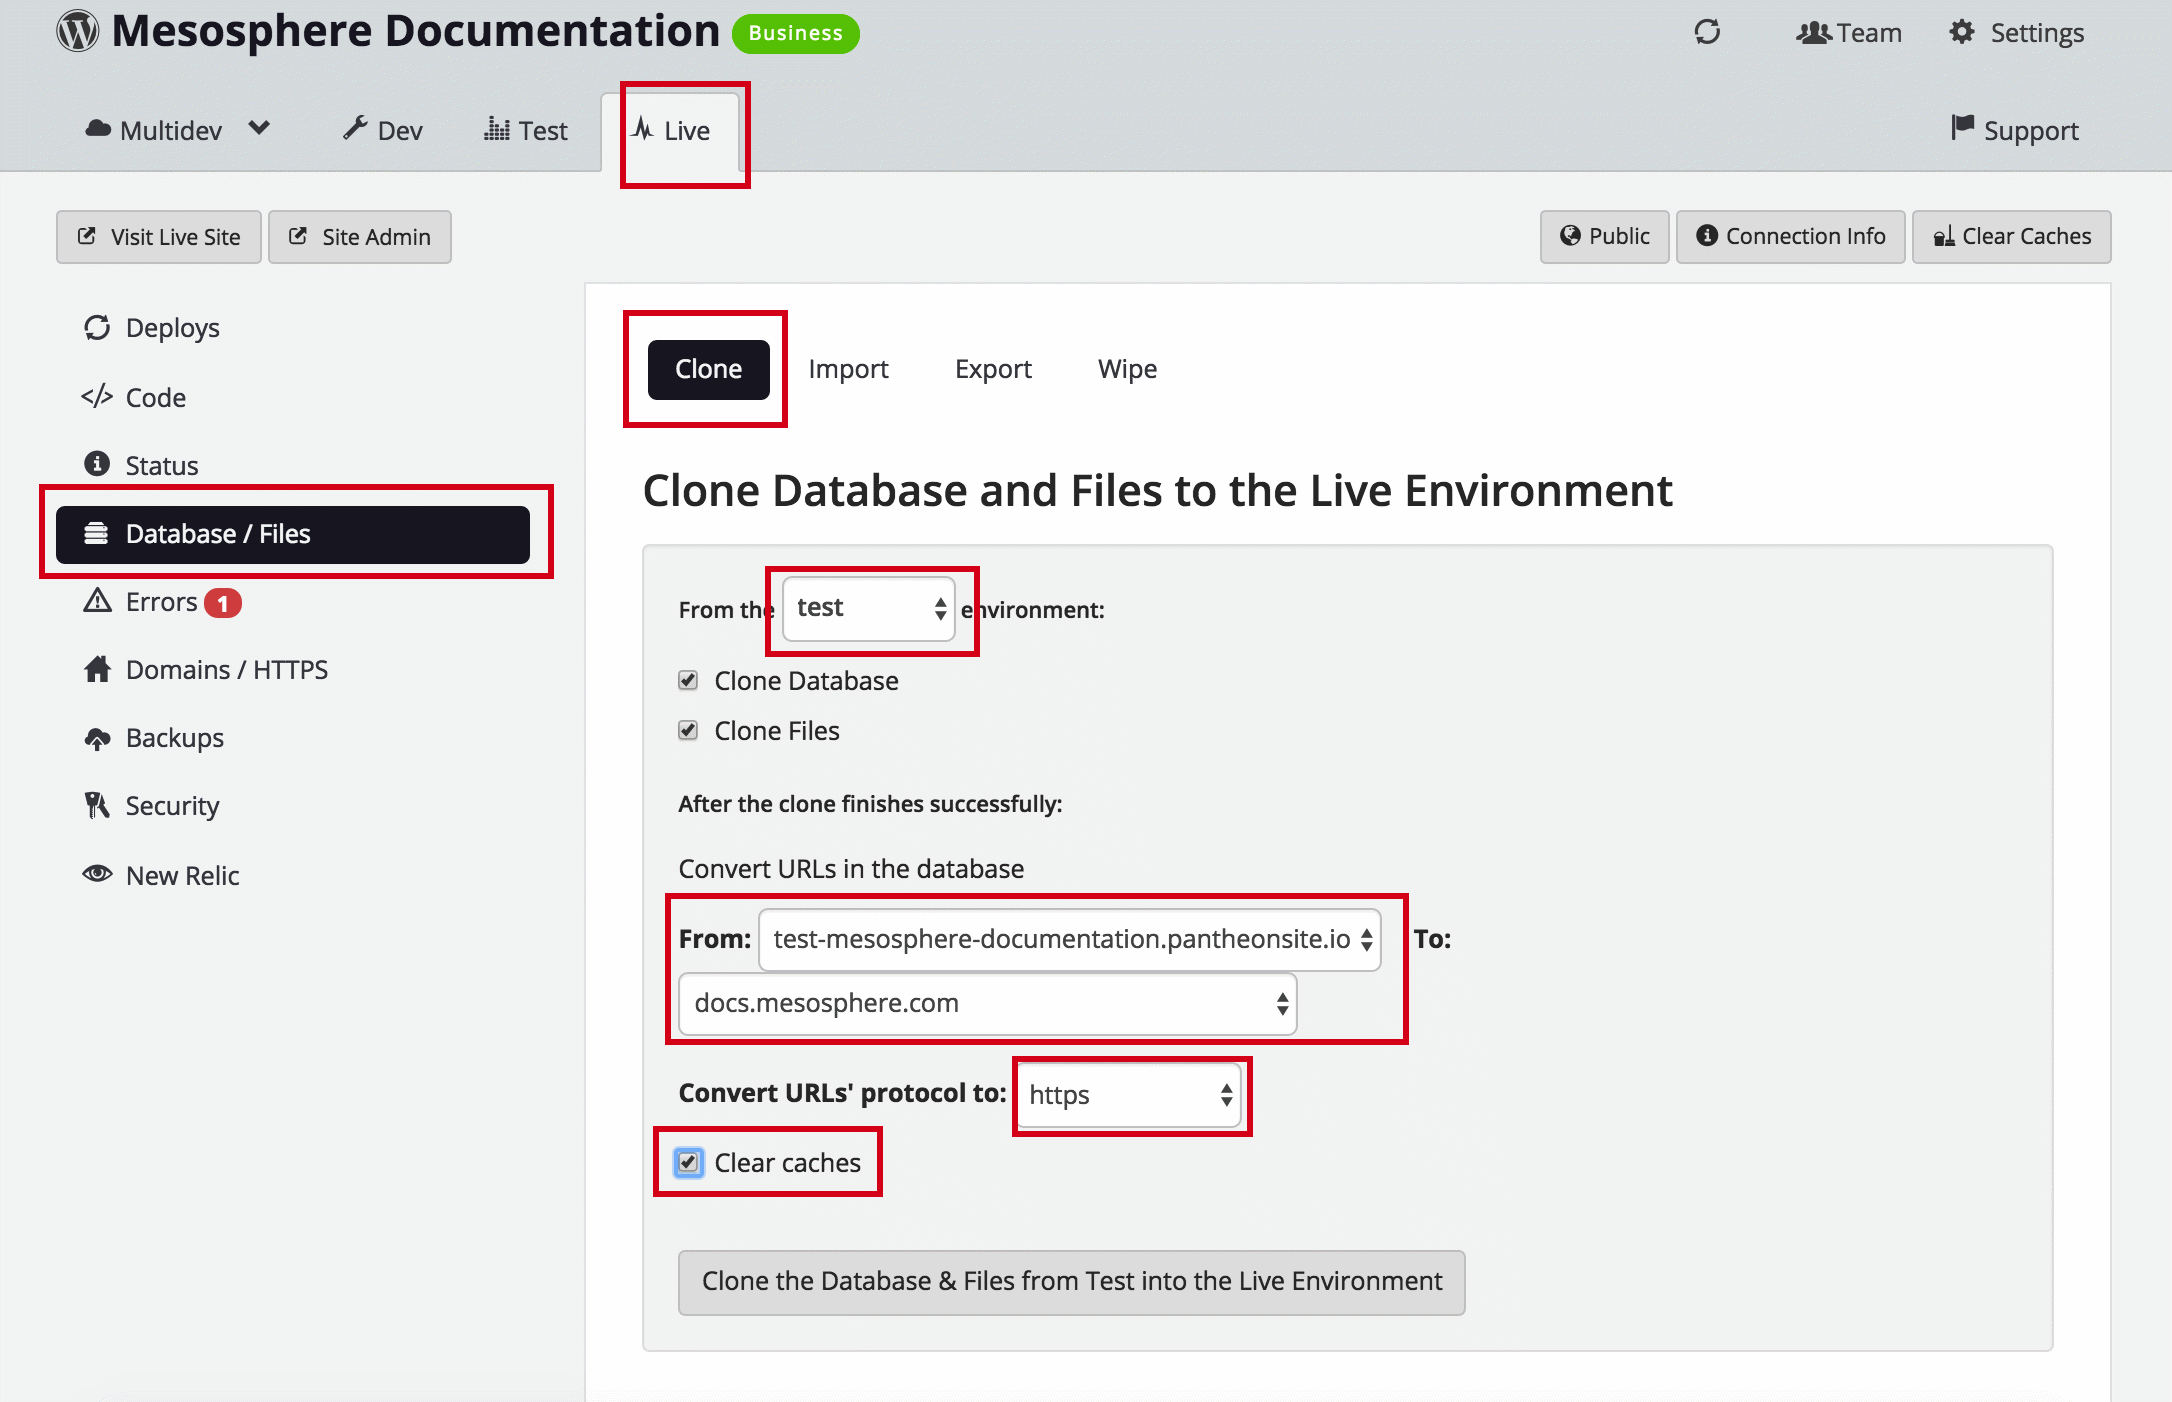 Mesosphere Documentation Business
Team Settings
Multidev Dev Test Live Support
Visit Live Site Site Admin Public Connection Info Clear Caches
Deploys
Code
Status
Database / Files
Errors 1
Domains / HTTPS
Backups
Security
New Relic
Clone Import Export Wipe
Clone Database and Files to the Live Environment
From the test environment:
Clone Database
Clone Files
After the clone finishes successfully:
Convert URLs in the database
From: test-mesosphere-documentation.pantheonsite.io To:
docs.mesosphere.com
Convert URLs' protocol to: https
Clear caches
Clone the Database & Files from Test into the Live Environment